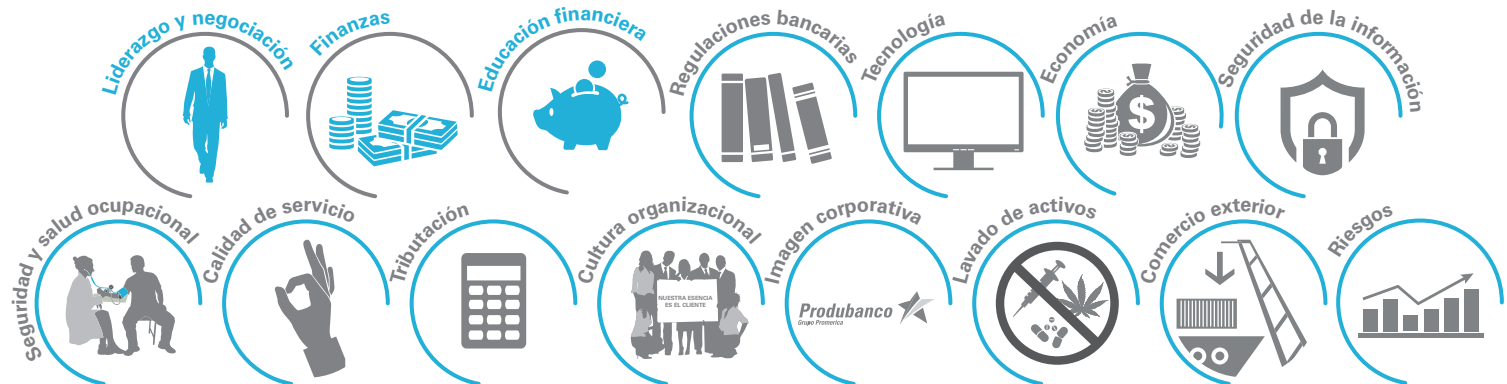 Liderazgo y negociación
Finanzas
Educación financiera
Regulaciones bancarias
Tecnología
Economía
Seguridad de la información
$
Seguridad y salud ocupacional
Calidad de servicio
Tributación
Cultura organizacional
NUESTRA ESENCIA
ES EL CLIENTE
Imagen corporativa
Produbanco
Grupo Promerica
Lavado de activos
Comercio exterior
Riesgos